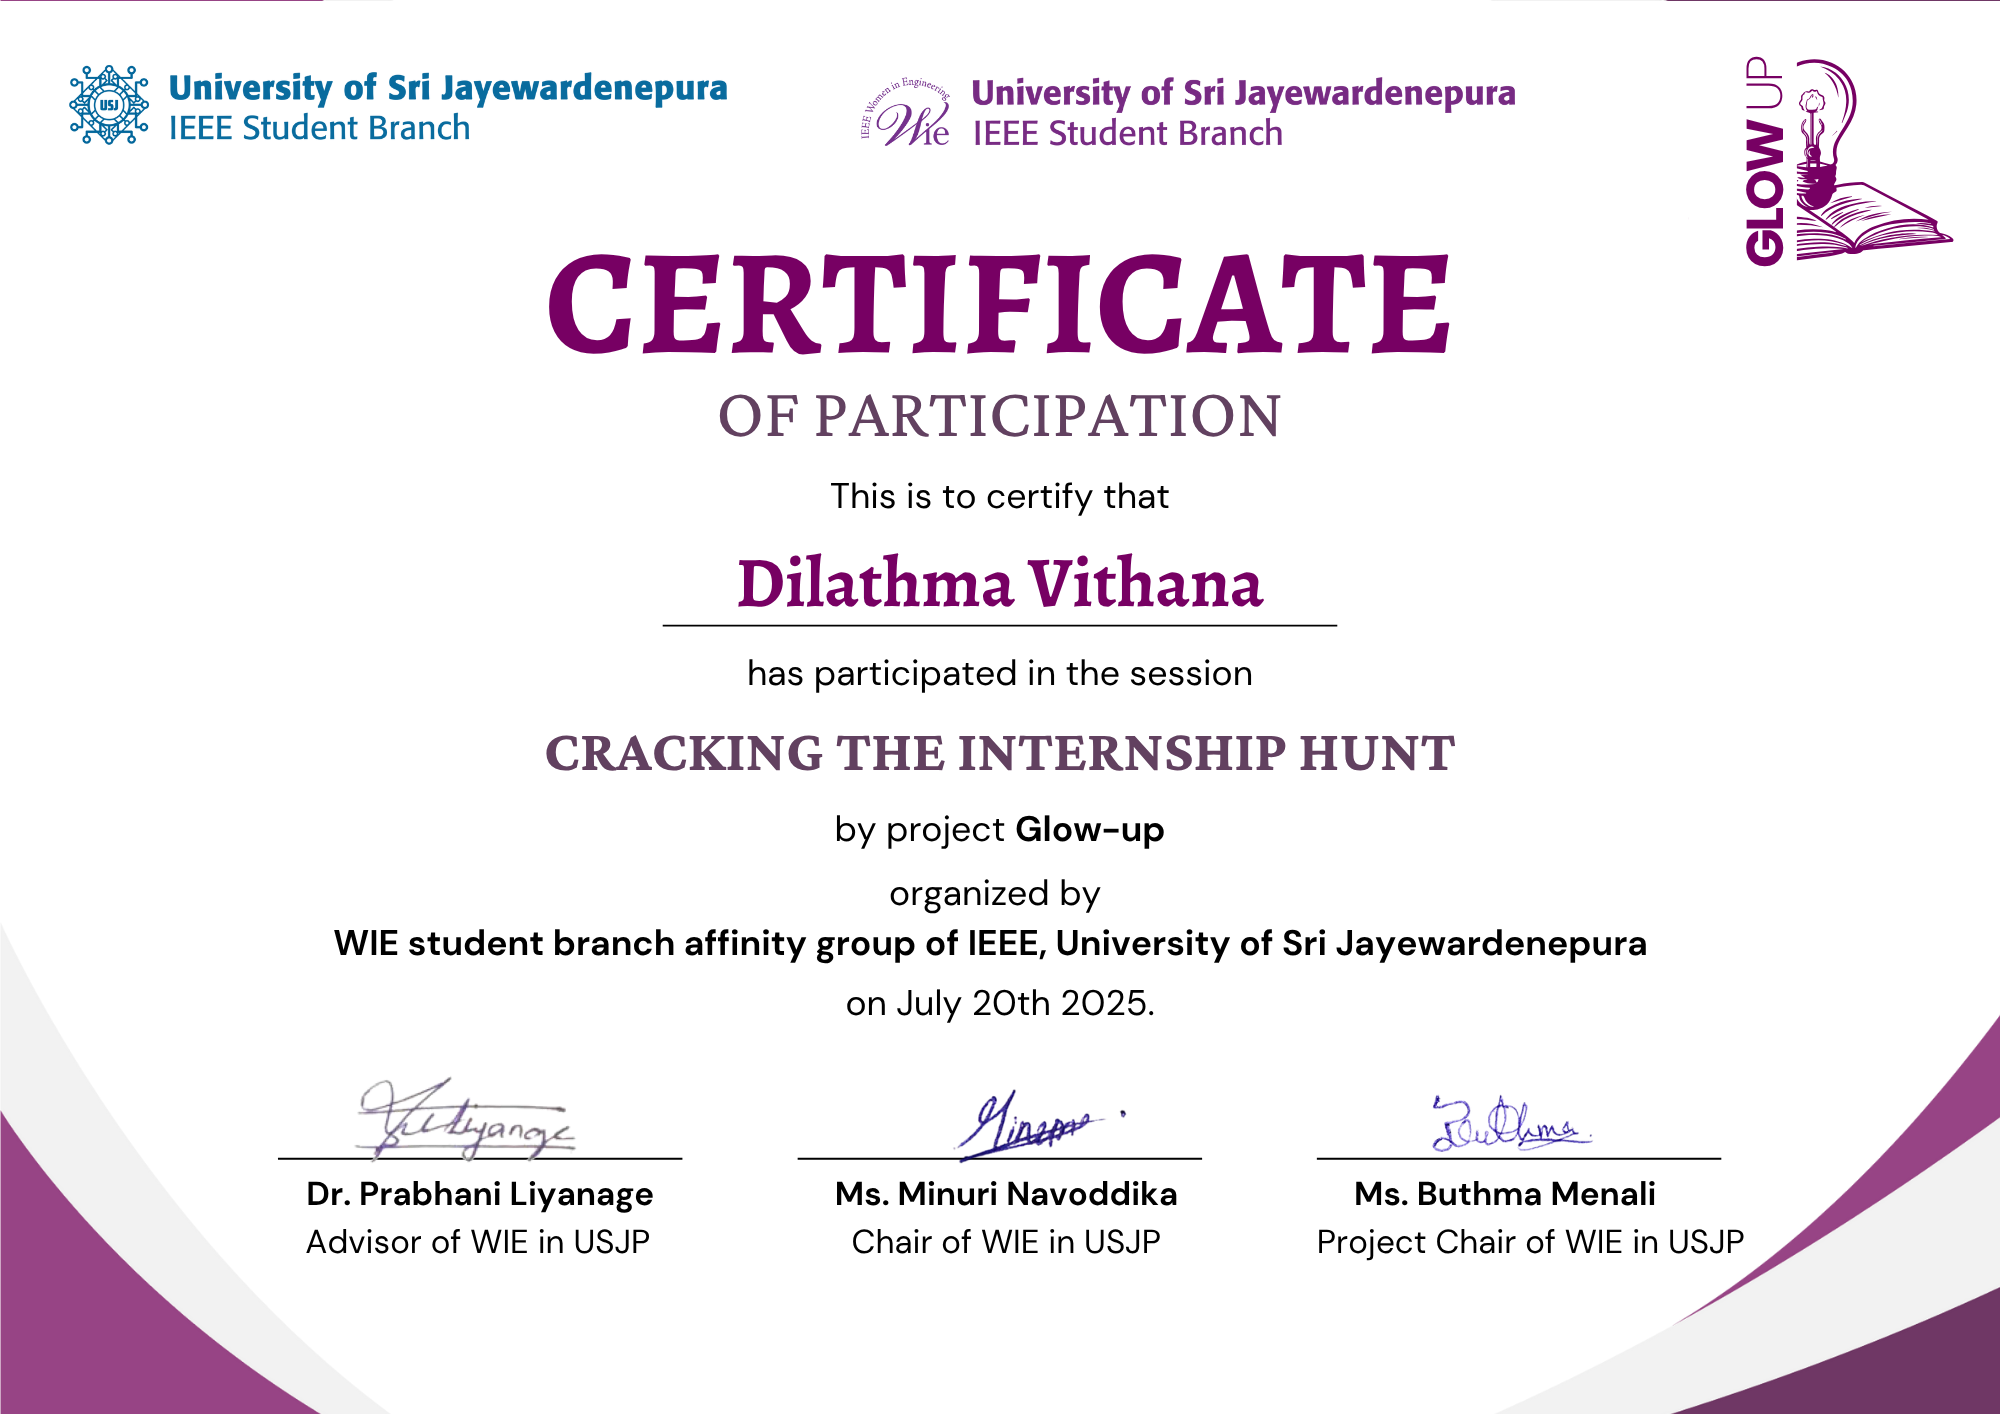 USJ
University of Sri Jayewardenepura
IEEE Student Branch
IEEE Women in Engineering
Wie
University of Sri Jayewardenepura
IEEE Student Branch
GLOW UP
CERTIFICATE
OF PARTICIPATION
This is to certify that
Dilathma Vithana
has participated in the session
CRACKING THE INTERNSHIP HUNT
by project Glow-up
organized by
WIE student branch affinity group of IEEE, University of Sri Jayewardenepura
on July 20th 2025.
Dr. Prabhani Liyanage
Advisor of WIE in USJP
Ms. Minuri Navoddika
Chair of WIE in USJP
Ms. Buthma Menali
Project Chair of WIE in USJP